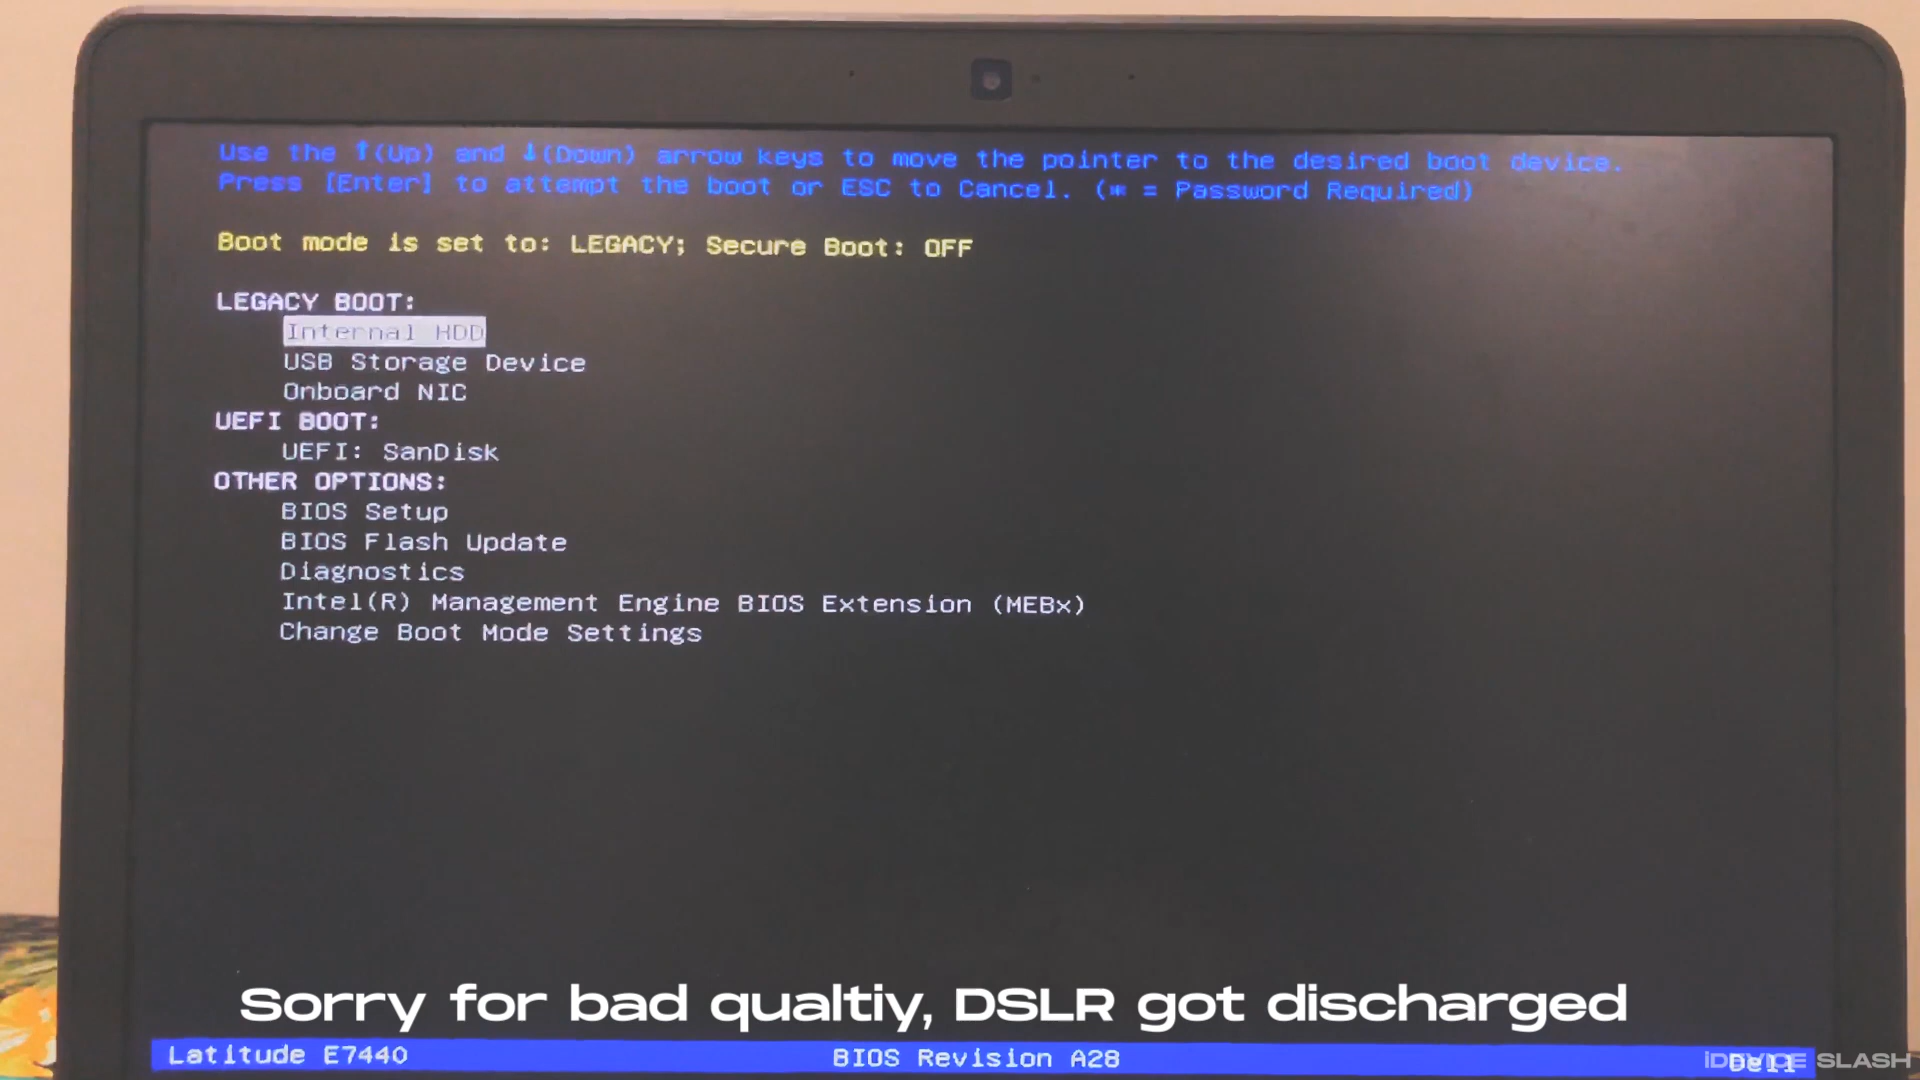 Use the ↑(Up) and ↓(Down) arrow keys to move the pointer to the desired boot device.
Press [Enter] to attempt the boot or ESC to Cancel. (* = Password Required)
Boot mode is set to: LEGACY; Secure Boot: OFF
LEGACY BOOT:
Internal HDD
USB Storage Device
Onboard NIC
UEFI BOOT:
UEFI: SanDisk
OTHER OPTIONS:
BIOS Setup
BIOS Flash Update
Diagnostics
Intel(R) Management Engine BIOS Extension (MEBx)
Change Boot Mode Settings
Sorry for bad qualtiy, DSLR got discharged
Latitude E7440 BIOS Revision A28 Dell
iDEVICE SLASH